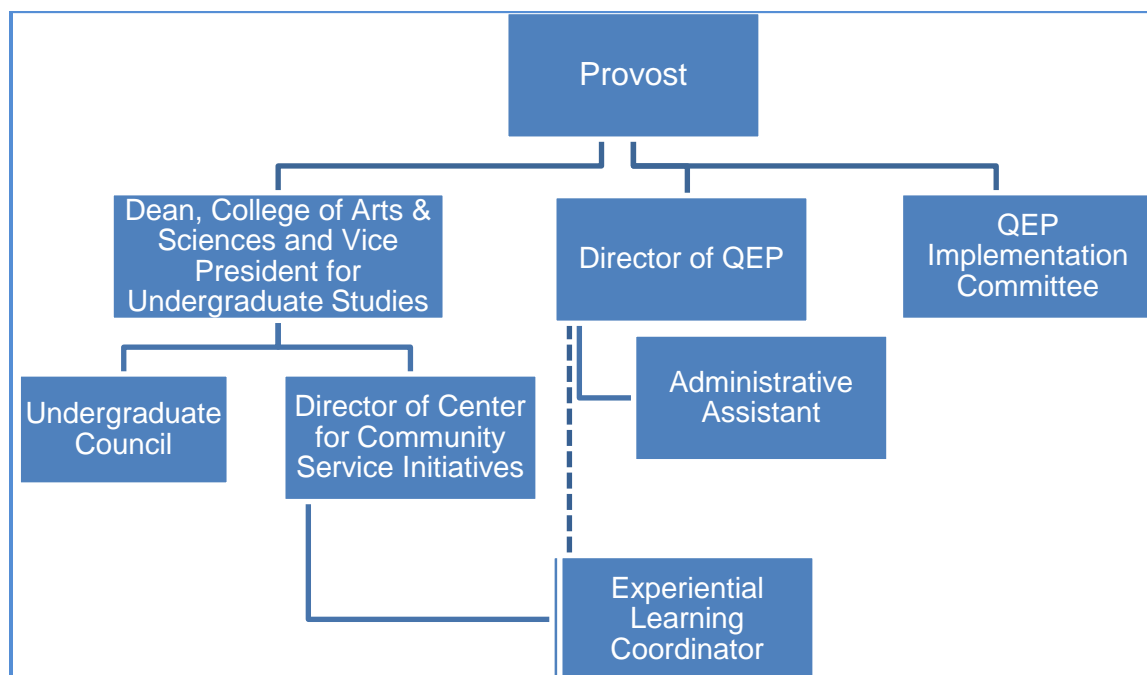 Provost
Dean, College of Arts &
Sciences and Vice
President for
Undergraduate Studies
Director of QEP
QEP
Implementation
Committee
Undergraduate
Council
Director of Center
for Community
Service Initiatives
Administrative
Assistant
Experiential
Learning
Coordinator